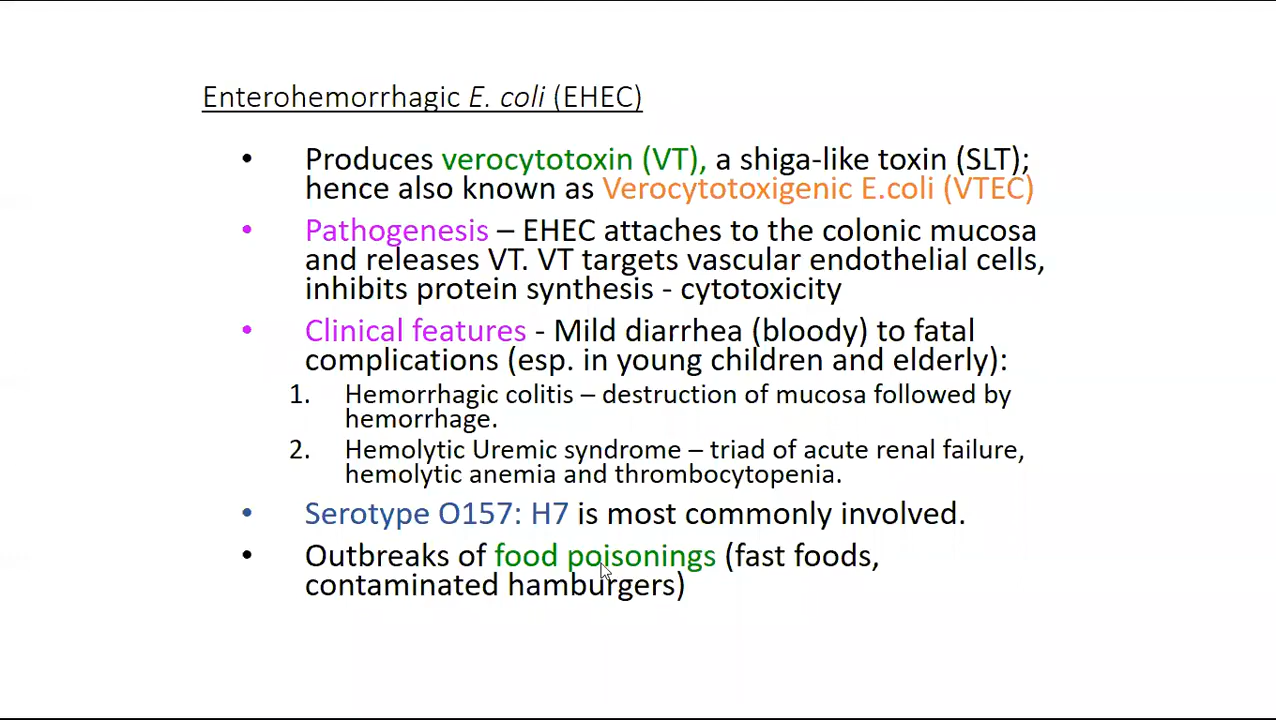 Enterohemorrhagic E. coli (EHEC)
• Produces verocytotoxin (VT), a shiga-like toxin (SLT);
hence also known as Verocytotoxigenic E.coli (VTEC)
• Pathogenesis – EHEC attaches to the colonic mucosa
and releases VT. VT targets vascular endothelial cells,
inhibits protein synthesis - cytotoxicity
• Clinical features - Mild diarrhea (bloody) to fatal
complications (esp. in young children and elderly):
1. Hemorrhagic colitis – destruction of mucosa followed by
hemorrhage.
2. Hemolytic Uremic syndrome – triad of acute renal failure,
hemolytic anemia and thrombocytopenia.
• Serotype O157: H7 is most commonly involved.
• Outbreaks of food poisonings (fast foods,
contaminated hamburgers)